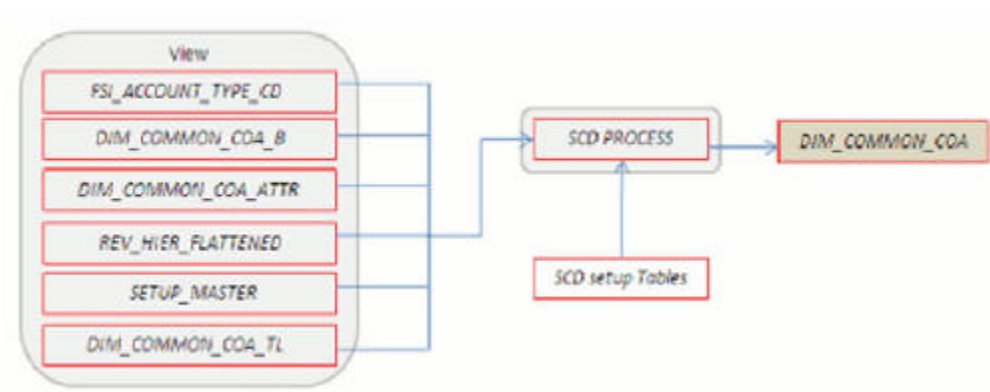 View
FSI_ACCOUNT_TYPE_CD
DIM_COMMON_COA_B
DIM_COMMON_COA_ATTR
REV_HIER_FLATTENED
SETUP_MASTER
DIM_COMMON_COA_TL
SCD PROCESS
SCD setup Tables
DIM_COMMON_COA